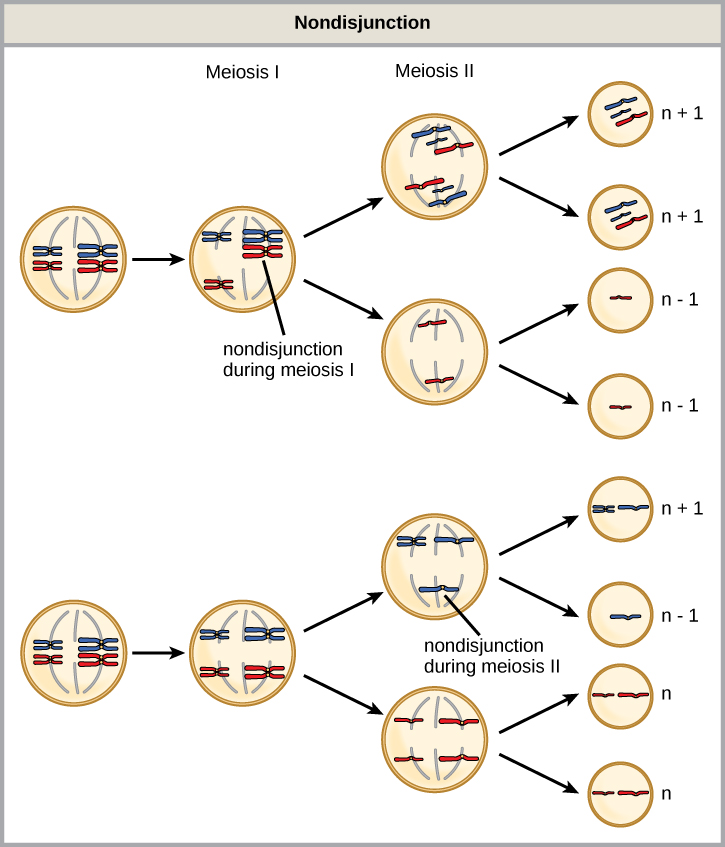 Nondisjunction
Meiosis I
Meiosis II
n + 1
n + 1
n - 1
nondisjunction
during meiosis I
n - 1
n + 1
n - 1
nondisjunction
during meiosis II
n
n